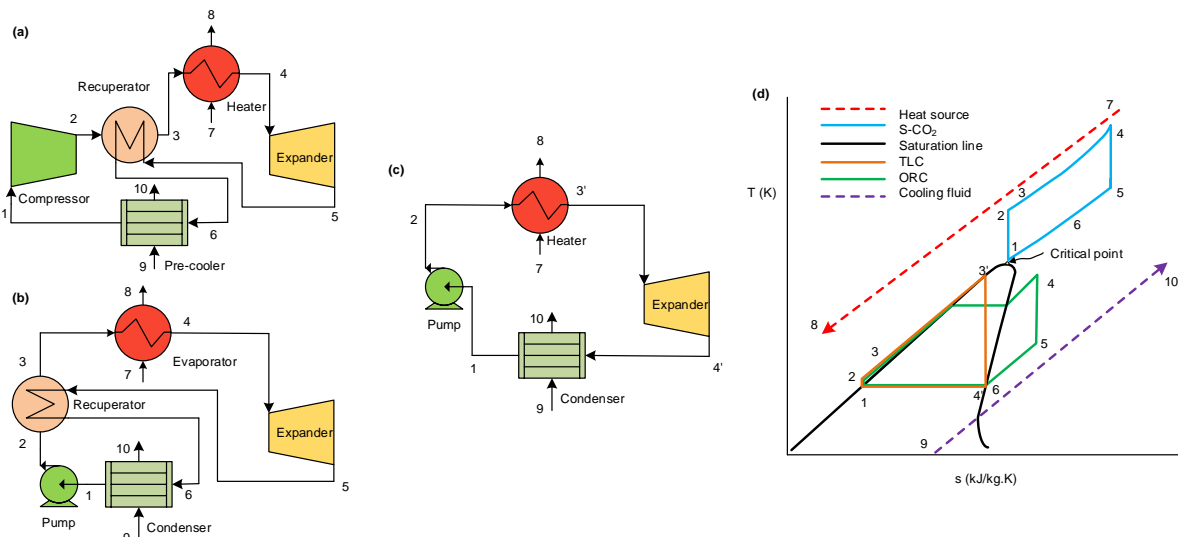 (a)
8
4
Recuperator
Heater
2
3
7
Expander
10
Compressor
1
6
5
9
Pre-cooler
(b)
8
4
3
Evaporator
7
Recuperator
Expander
2
10
1
6
5
Pump
Condenser
9
(c)
8
3'
2
Heater
7
Expander
Pump
10
1
4'
Condenser
9
(d)
Heat source
S-CO₂
Saturation line
TLC
ORC
Cooling fluid
T (K)
7
4
3
2
5
6
1
Critical point
3'
4
10
8
3
5
2
1
4'
6
9
s (kJ/kg.K)